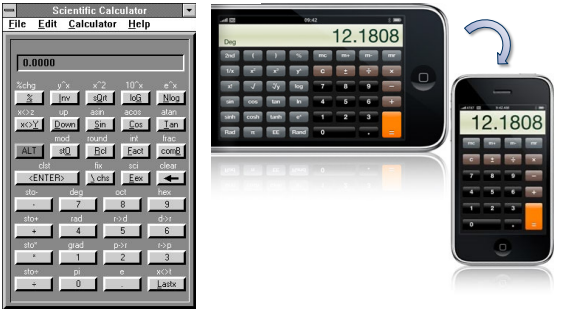 Scientific Calculator
File Edit Calculator Help
0.0000
%chg y^x x^2 10^x e^x
% Inv sQrt loG Nlog
x<>z up asin acos atan
x<>Y Down Sin Cos Tan
mod round int frac
ALT stO Rcl Fact comB
clst fix sci clear
<ENTER> \ chs Eex
sto- deg oct hex
- 7 8 9
sto+ rad r->d d->r
+ 4 5 6
sto* grad p->r r->p
* 1 2 3
sto÷ pi e x<>t
÷ 0 . Lastx
09:42
12.1808
Deg
2nd ( ) % mc m+ m- mr
1/x x² x³ yˣ C ± ÷ ×
x! √ log 7 8 9 −
sin cos tan ln 4 5 6 +
sinh cosh tanh eˣ 1 2 3 =
Rad π EE Rand 0 .
12.1808
mc m+ m- mr
C ± ÷ ×
7 8 9 −
4 5 6 +
1 2 3 =
0 .